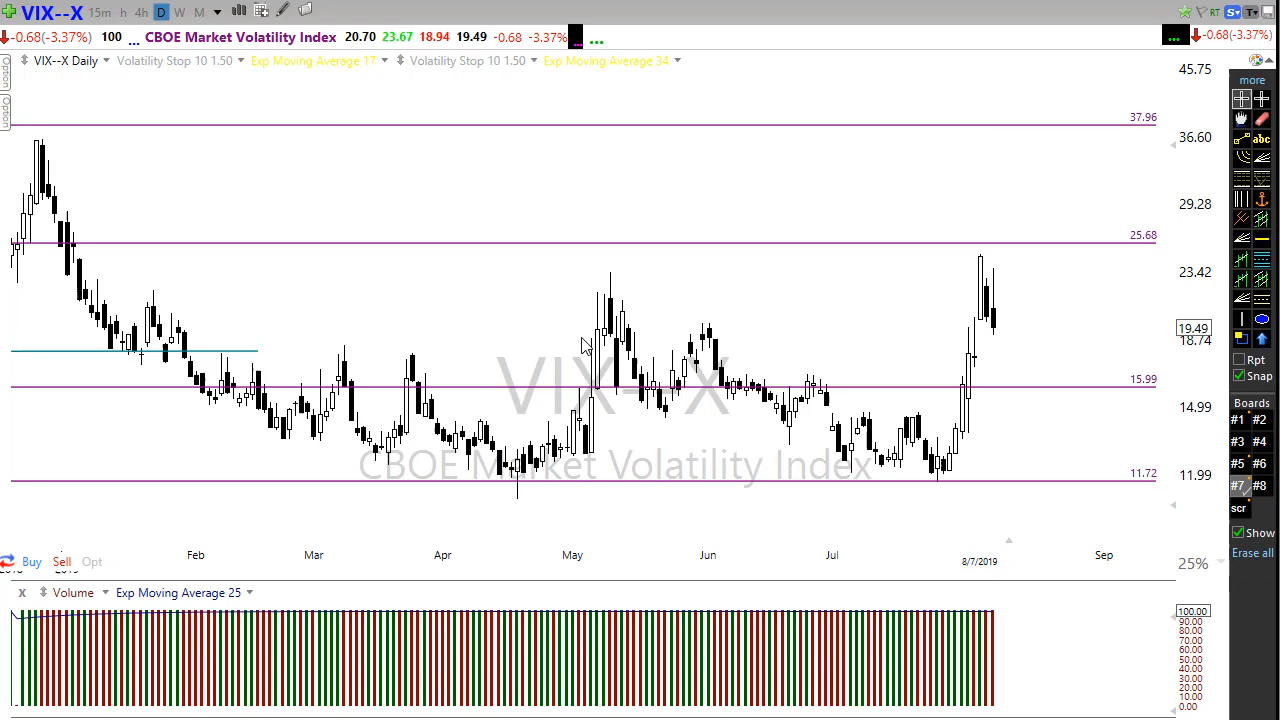 VIX--X 15m h 4h D W M RT S T
-0.68(-3.37%) 100 ... CBOE Market Volatility Index 20.70 23.67 18.94 19.49 -0.68 -3.37% ... ... ... -0.68(-3.37%)
VIX--X Daily Volatility Stop 10 1.50 Exp Moving Average 17 Volatility Stop 10 1.50 Exp Moving Average 34
Option
Option
45.75
more
37.96
36.60
abc
29.28
25.68
23.42
19.49
18.74
VIX--X
15.99
14.99
CBOE Market Volatility Index
11.72
11.99
Rpt
Snap
Boards
#1 #2
#3 #4
#5 #6
#7 #8
scr
Show
Erase all
Feb Mar Apr May Jun Jul 8/7/2019 Sep
Buy Sell Opt
25%
X Volume Exp Moving Average 25
100.00
90.00
80.00
70.00
60.00
50.00
40.00
30.00
20.00
10.00
0.00